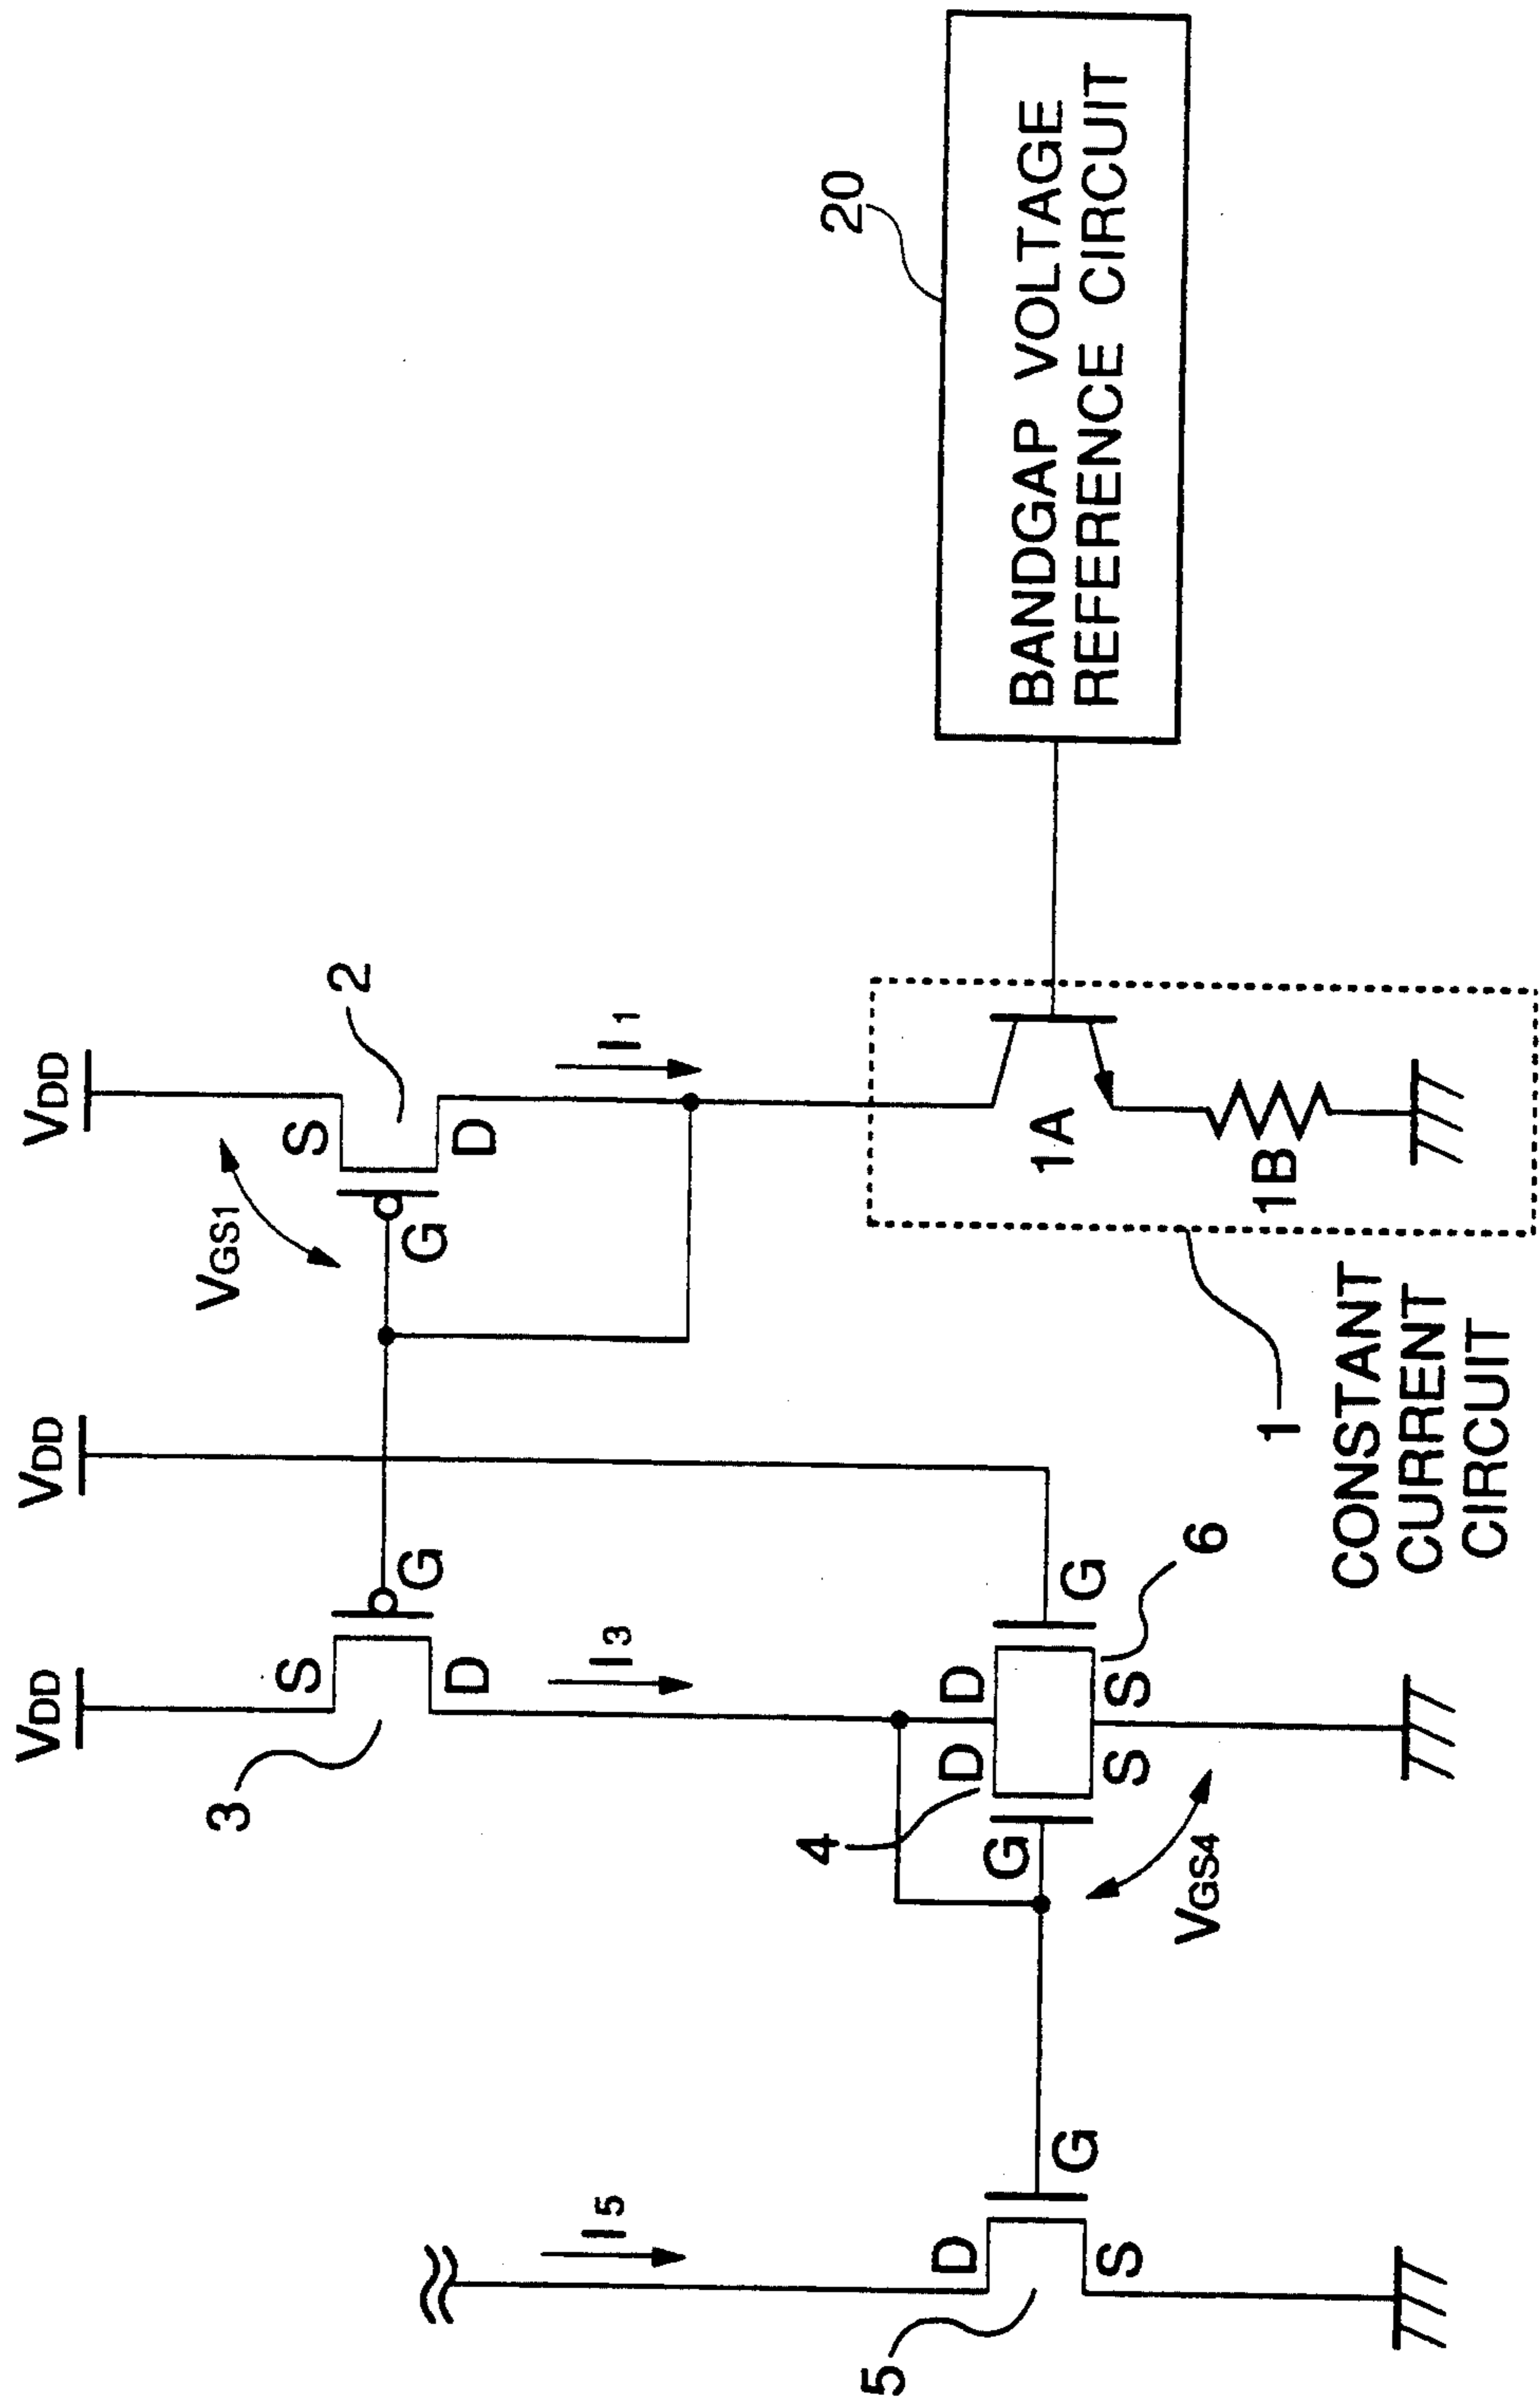 VDD
VDD
VDD
S
G
D
3
VGS1
S
G
D
2
I3
I1
I5
20
BANDGAP VOLTAGE
REFERENCE CIRCUIT
4
D
D
G
G
S
S
6
VGS4
D
G
S
5
1A
1B
1
CONSTANT
CURRENT
CIRCUIT